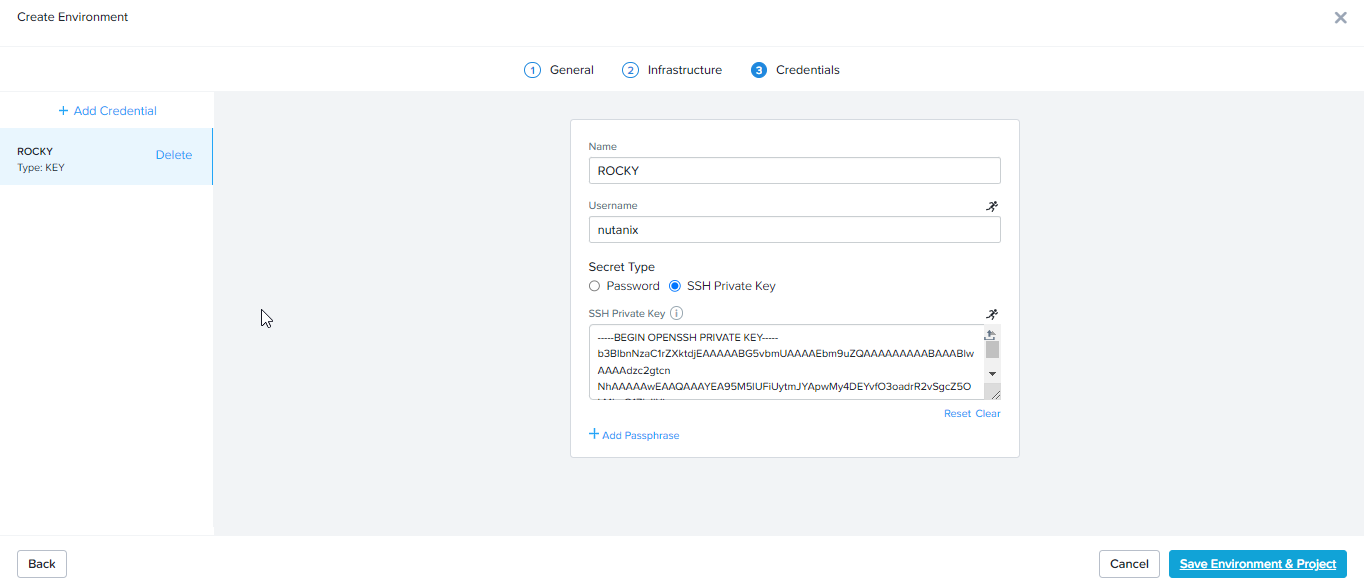 Create Environment
1 General 2 Infrastructure 3 Credentials
+ Add Credential
ROCKY
Delete
Type: KEY
Name
ROCKY
Username
nutanix
Secret Type
Password SSH Private Key
SSH Private Key
-----BEGIN OPENSSH PRIVATE KEY-----
b3BlbnNzaC1rZXktdjEAAAAABG5vbmUAAAAEbm9uZQAAAAAAAAABAAABlw
AAAAdzc2gtcn
NhAAAAAwEAAQAAAYEA95M5IUFiUytmJYApwMy4DEYvfO3oadrR2vSgcZ5O
Reset Clear
+ Add Passphrase
Back
Cancel
Save Environment & Project